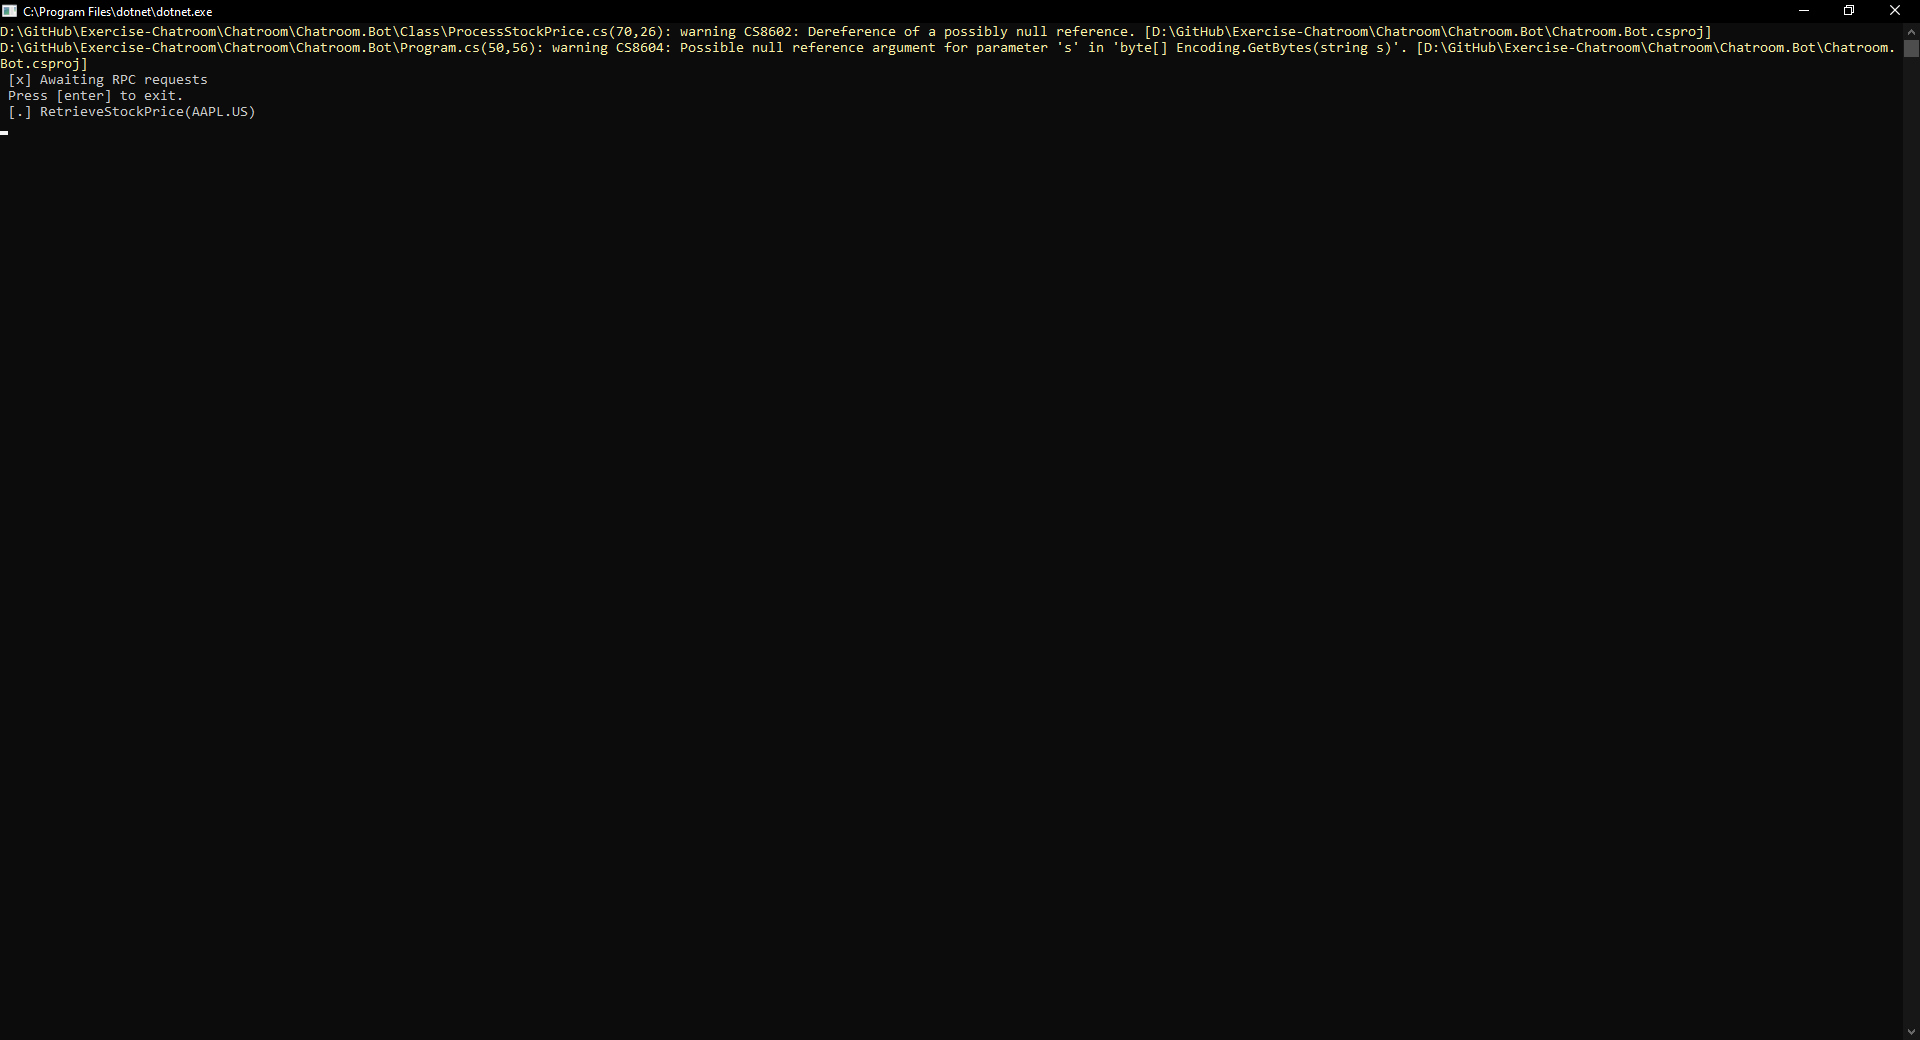 C:\Program Files\dotnet\dotnet.exe
D:\GitHub\Exercise-Chatroom\Chatroom\Chatroom.Bot\Class\ProcessStockPrice.cs(70,26): warning CS8602: Dereference of a possibly null reference. [D:\GitHub\Exercise-Chatroom\Chatroom\Chatroom.Bot\Chatroom.Bot.csproj]
D:\GitHub\Exercise-Chatroom\Chatroom\Chatroom.Bot\Program.cs(50,56): warning CS8604: Possible null reference argument for parameter 's' in 'byte[] Encoding.GetBytes(string s)'. [D:\GitHub\Exercise-Chatroom\Chatroom\Chatroom.Bot\Chatroom.
Bot.csproj]
[x] Awaiting RPC requests
Press [enter] to exit.
[.] RetrieveStockPrice(AAPL.US)